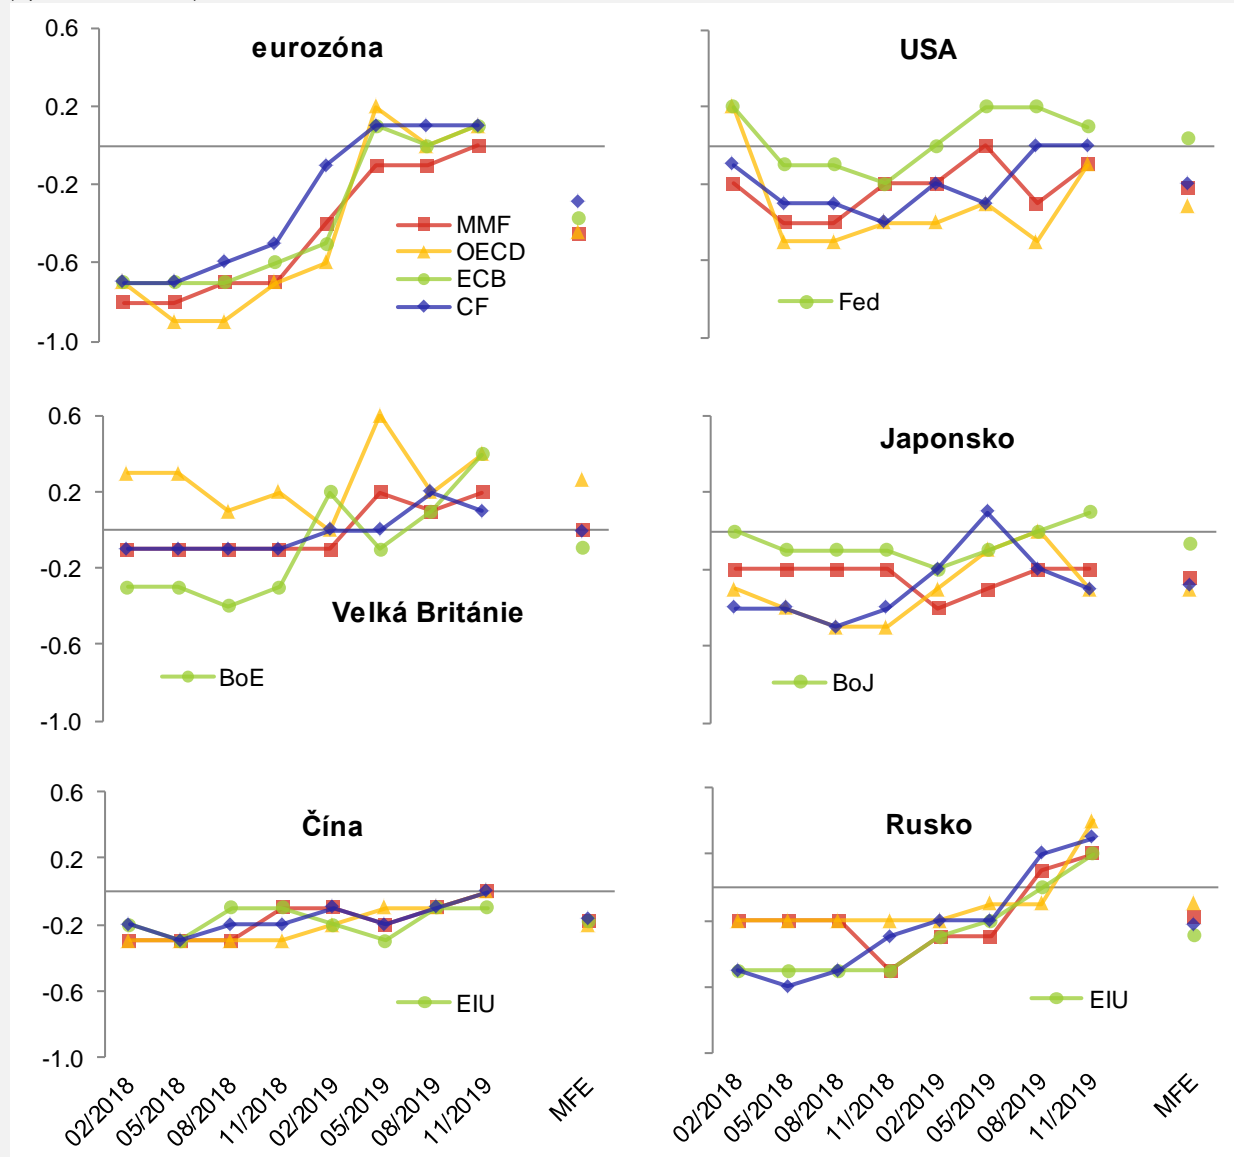 eurozóna
0.6
0.2
-0.2
-0.6
-1.0
MMF
OECD
ECB
CF
USA
Fed
0.6
0.2
-0.2
-0.6
-1.0
Velká Británie
BoE
Japonsko
BoJ
0.6
0.2
-0.2
-0.6
-1.0
Čína
EIU
Rusko
EIU
02/2018
05/2018
08/2018
11/2018
02/2019
05/2019
08/2019
11/2019
MFE
02/2018
05/2018
08/2018
11/2018
02/2019
05/2019
08/2019
11/2019
MFE